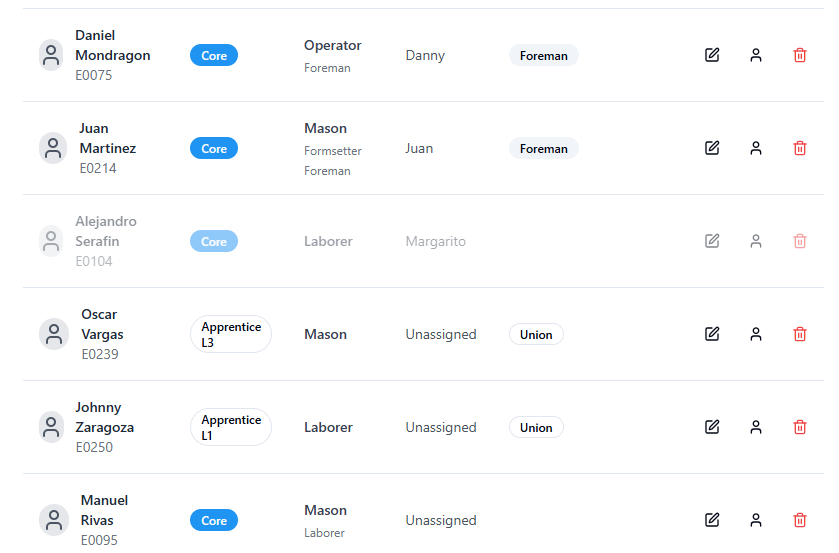 Daniel
Mondragon
E0075
Core
Operator
Foreman
Danny
Foreman
Juan
Martinez
E0214
Core
Mason
Formsetter
Foreman
Juan
Foreman
Alejandro
Serafin
E0104
Core
Laborer
Margarito
Oscar
Vargas
E0239
Apprentice
L3
Mason
Unassigned
Union
Johnny
Zaragoza
E0250
Apprentice
L1
Laborer
Unassigned
Union
Manuel
Rivas
E0095
Core
Mason
Laborer
Unassigned